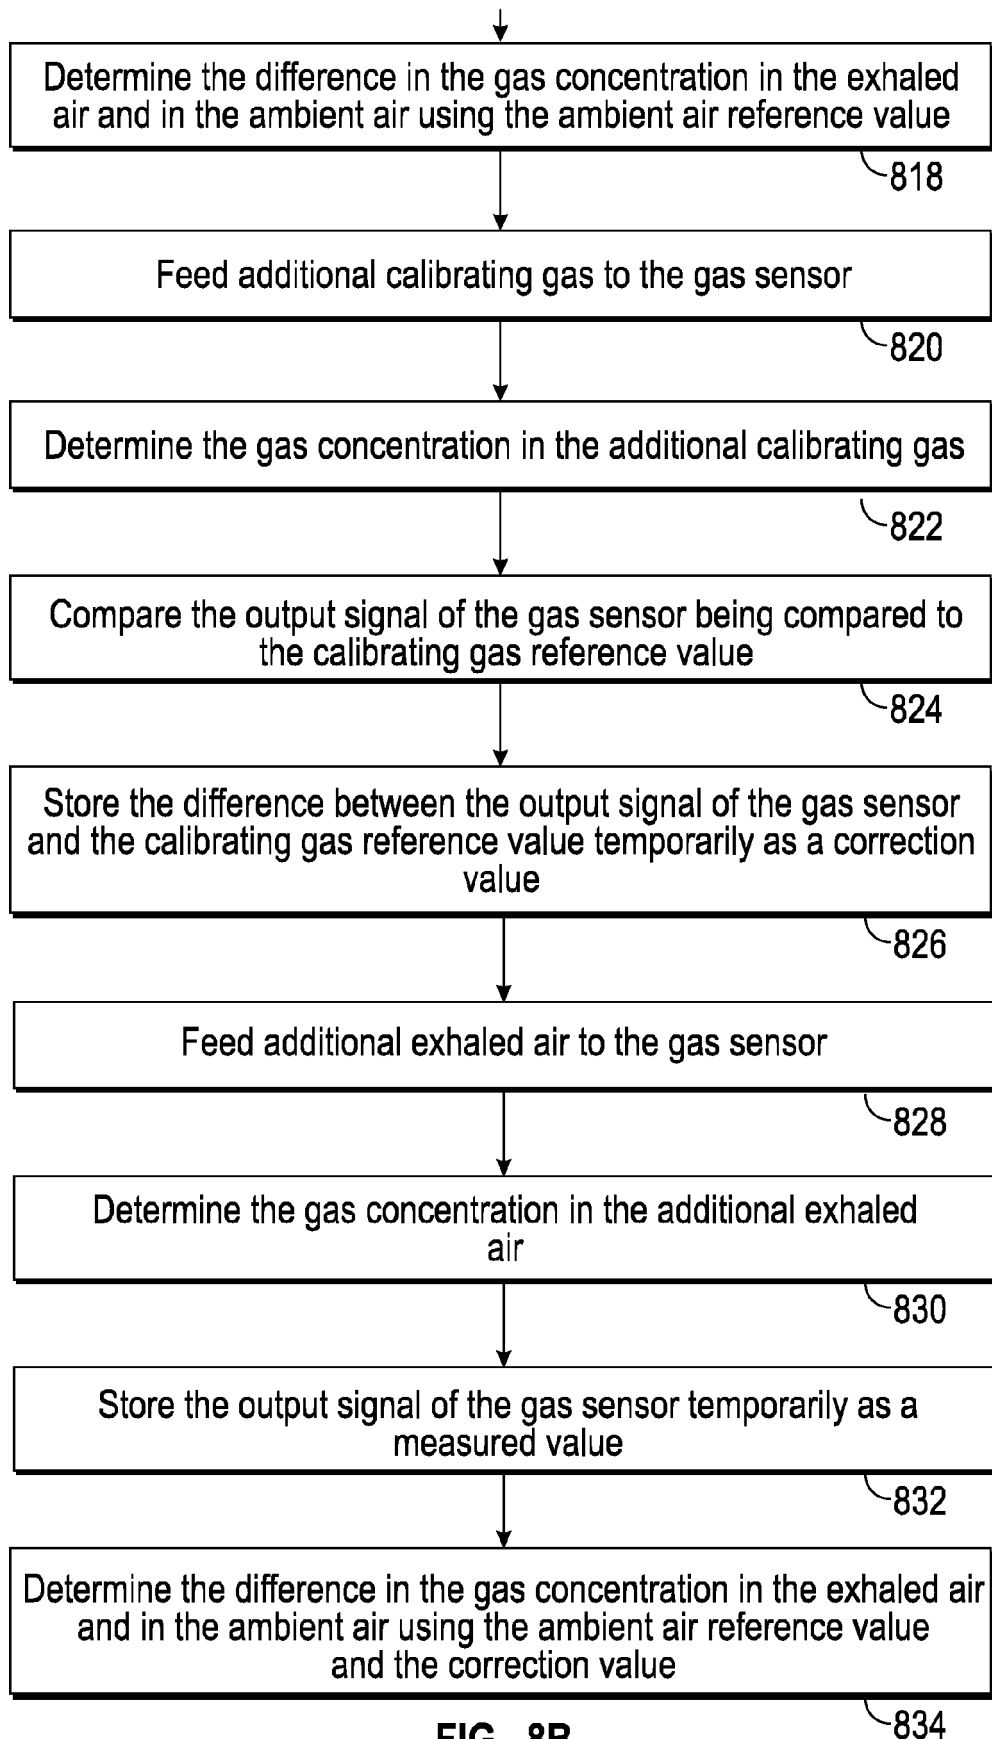 Determine the difference in the gas concentration in the exhaled
air and in the ambient air using the ambient air reference value
818
Feed additional calibrating gas to the gas sensor
820
Determine the gas concentration in the additional calibrating gas
822
Compare the output signal of the gas sensor being compared to
the calibrating gas reference value
824
Store the difference between the output signal of the gas sensor
and the calibrating gas reference value temporarily as a correction
value
826
Feed additional exhaled air to the gas sensor
828
Determine the gas concentration in the additional exhaled
air
830
Store the output signal of the gas sensor temporarily as a
measured value
832
Determine the difference in the gas concentration in the exhaled air
and in the ambient air using the ambient air reference value
and the correction value
834
FIG. 8B